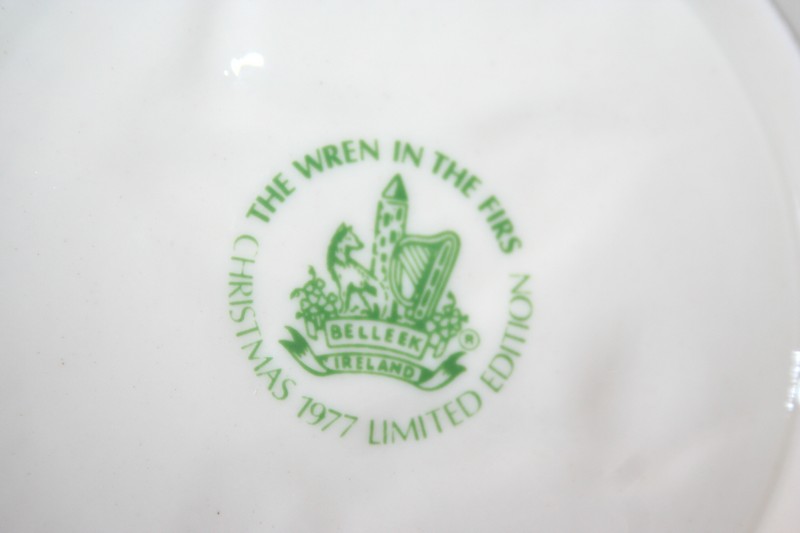 THE WREN IN THE FIRS
BELLEEK
®
IRELAND
CHRISTMAS 1977 LIMITED EDITION